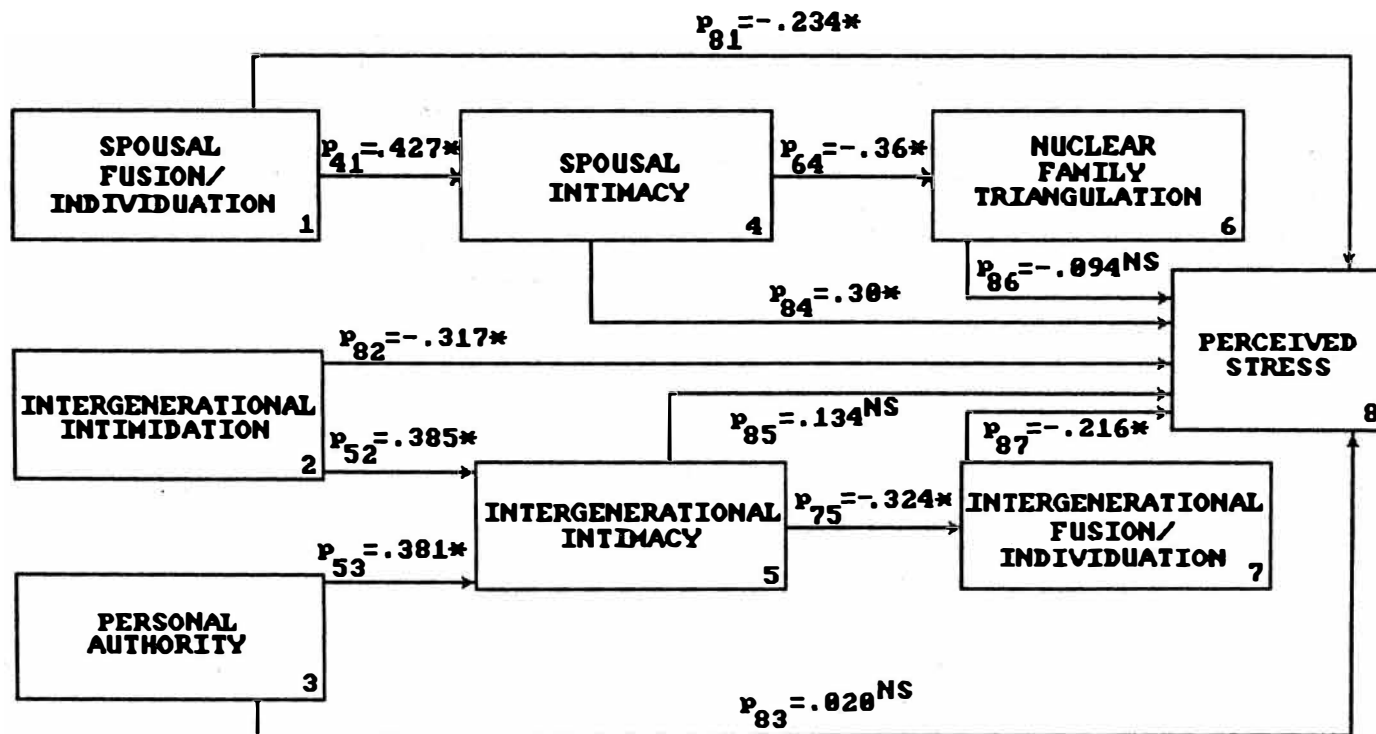 p81=-.234*
SPOUSAL
FUSION/
INDIVIDUATION
1
p41=.427*
SPOUSAL
INTIMACY
4
p64=-.36*
NUCLEAR
FAMILY
TRIANGULATION
6
p86=-.094NS
p84=.30*
p82=-.317*
PERCEIVED
STRESS
8
INTERGENERATIONAL
INTIMIDATION
2
p85=.134NS
p87=-.216*
p52=.385*
INTERGENERATIONAL
INTIMACY
5
p75=-.324*
INTERGENERATIONAL
FUSION/
INDIVIDUATION
7
p53=.381*
PERSONAL
AUTHORITY
3
p83=.020NS